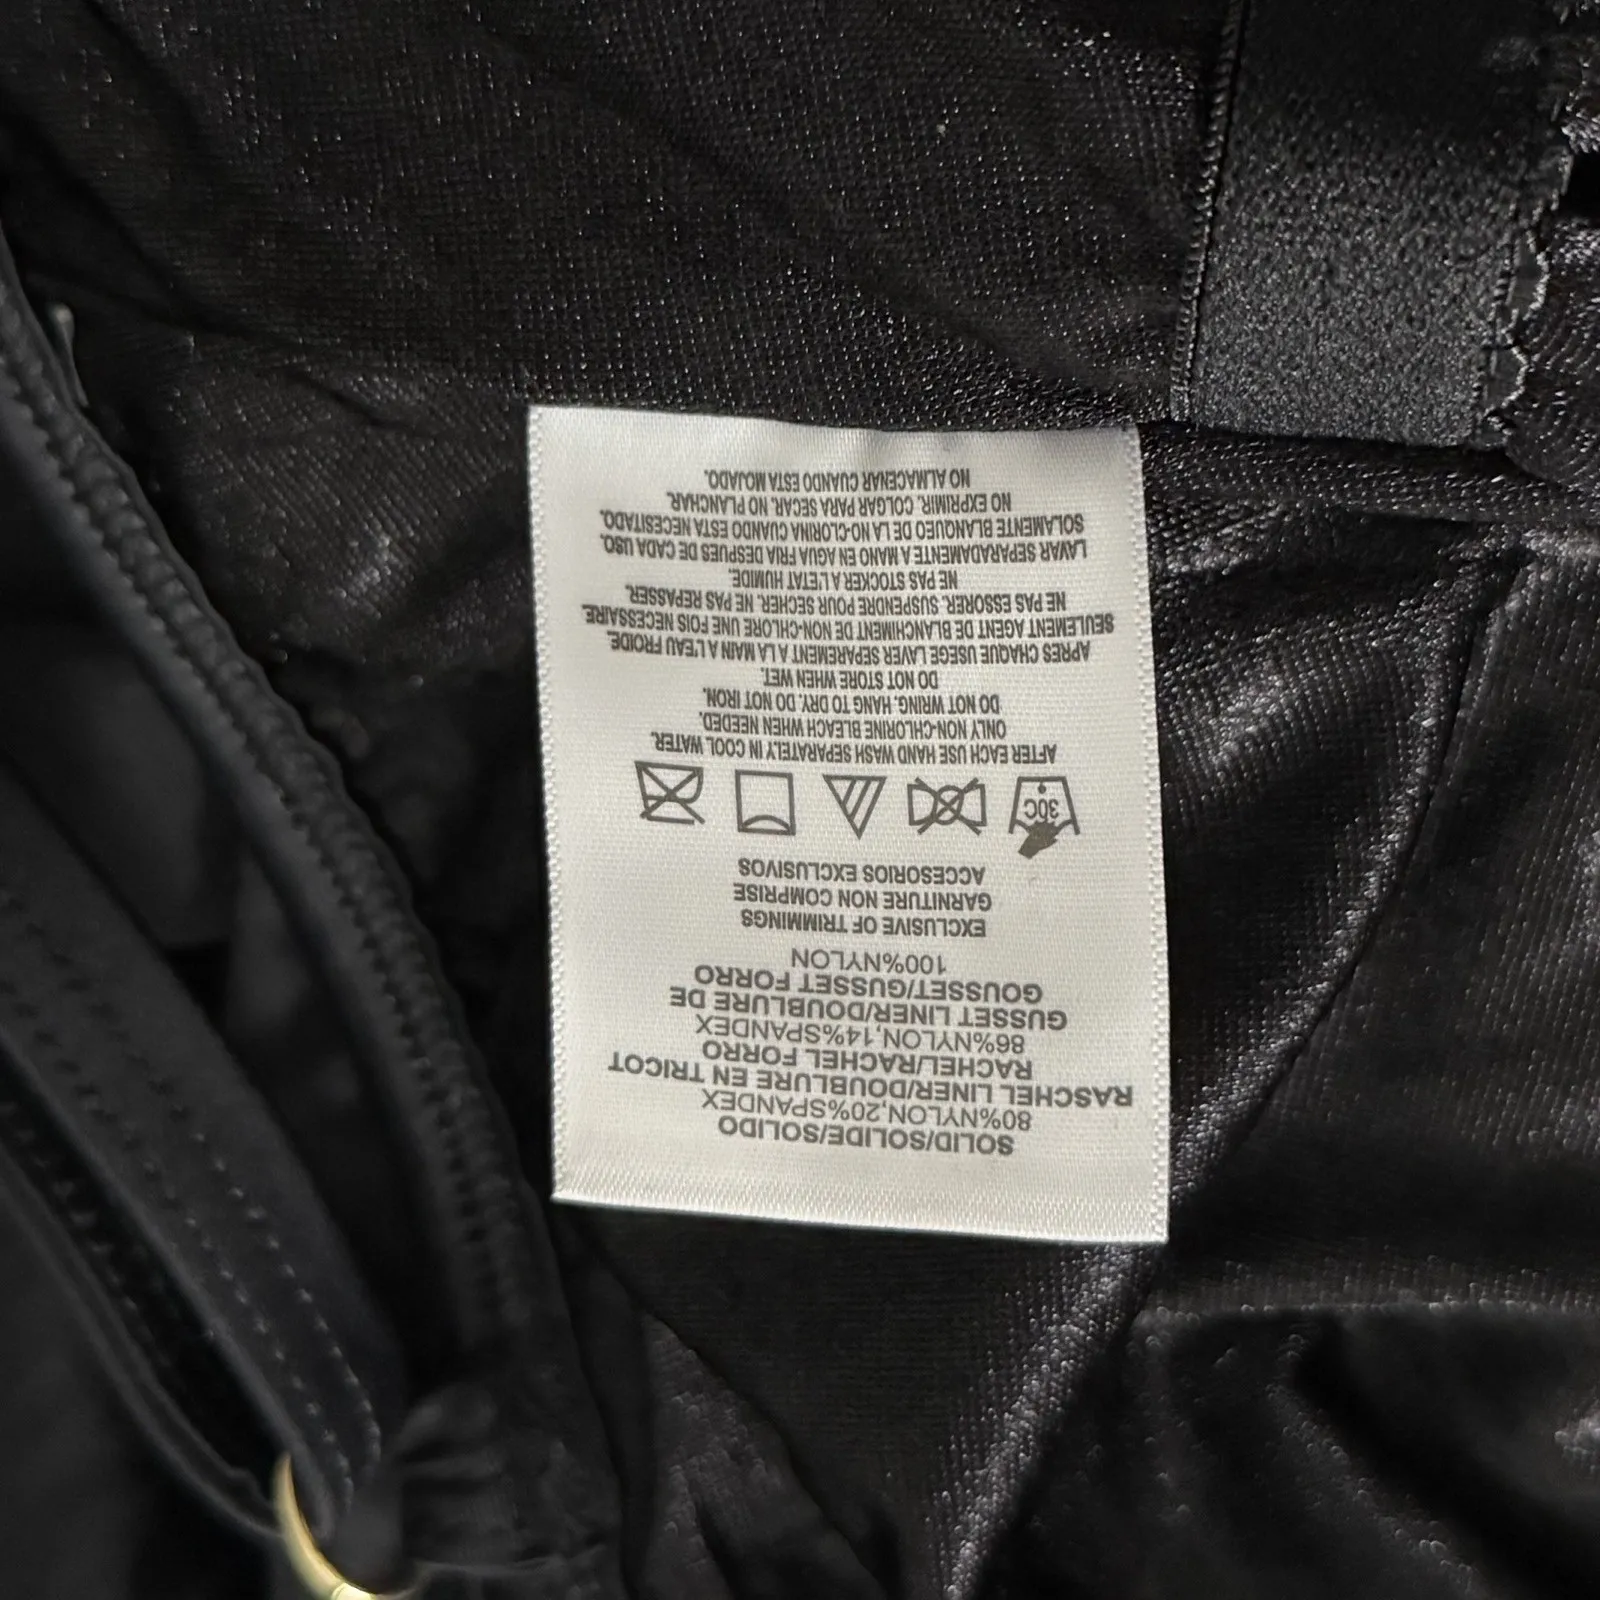 SOLID/SOLIDE/SOLIDO
80%NYLON,20%SPANDEX
RASCHEL LINER/DOUBLURE EN TRICOT
RACHEL/RACHEL FORRO
86%NYLON,14%SPANDEX
GUSSET LINER/DOUBLURE DE
GOUSSET/GUSSET FORRO
100%NYLON
EXCLUSIVE OF TRIMMINGS
GARNITURE NON COMPRISE
ACCESORIOS EXCLUSIVOS
30C
AFTER EACH USE HAND WASH SEPARATELY IN COOL WATER.
ONLY NON-CHLORINE BLEACH WHEN NEEDED.
DO NOT WRING. HANG TO DRY. DO NOT IRON.
DO NOT STORE WHEN WET.
APRES CHAQUE USEGE LAVER SEPAREMENT A LA MAIN A L'EAU FROIDE.
SEULEMENT AGENT DE BLANCHIMENT DE NON-CHLORE UNE FOIS NECESSAIRE.
NE PAS ESSORER. SUSPENDRE POUR SECHER. NE PAS REPASSER.
NE PAS STOCKER A L'ETAT HUMIDE.
LAVAR SEPARADAMENTE A MANO EN AGUA FRIA DESPUES DE CADA USO.
SOLAMENTE BLANQUEO DE LA NO-CLORINA CUANDO ESTA NECESITADO.
NO EXPRIMIR. COLGAR PARA SECAR. NO PLANCHAR.
NO ALMACENAR CUANDO ESTA MOJADO.